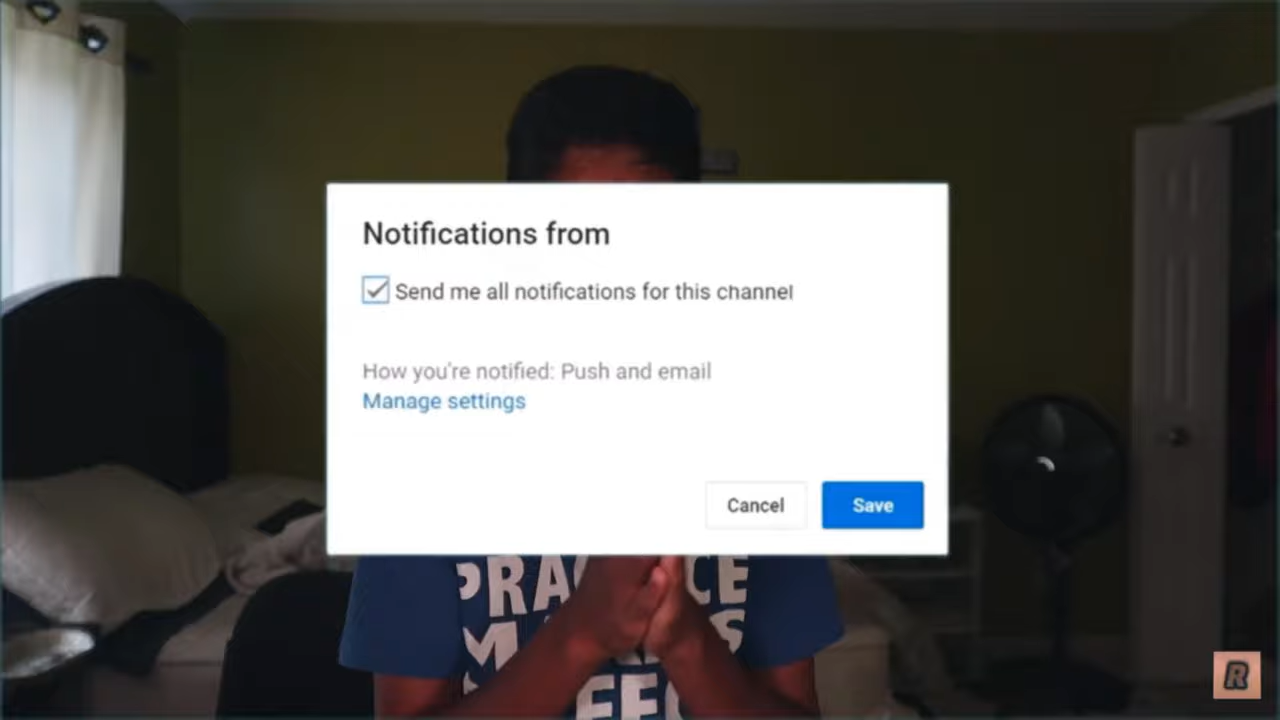 Notifications from
Send me all notifications for this channel
How you're notified: Push and email
Manage settings
Cancel
Save
R